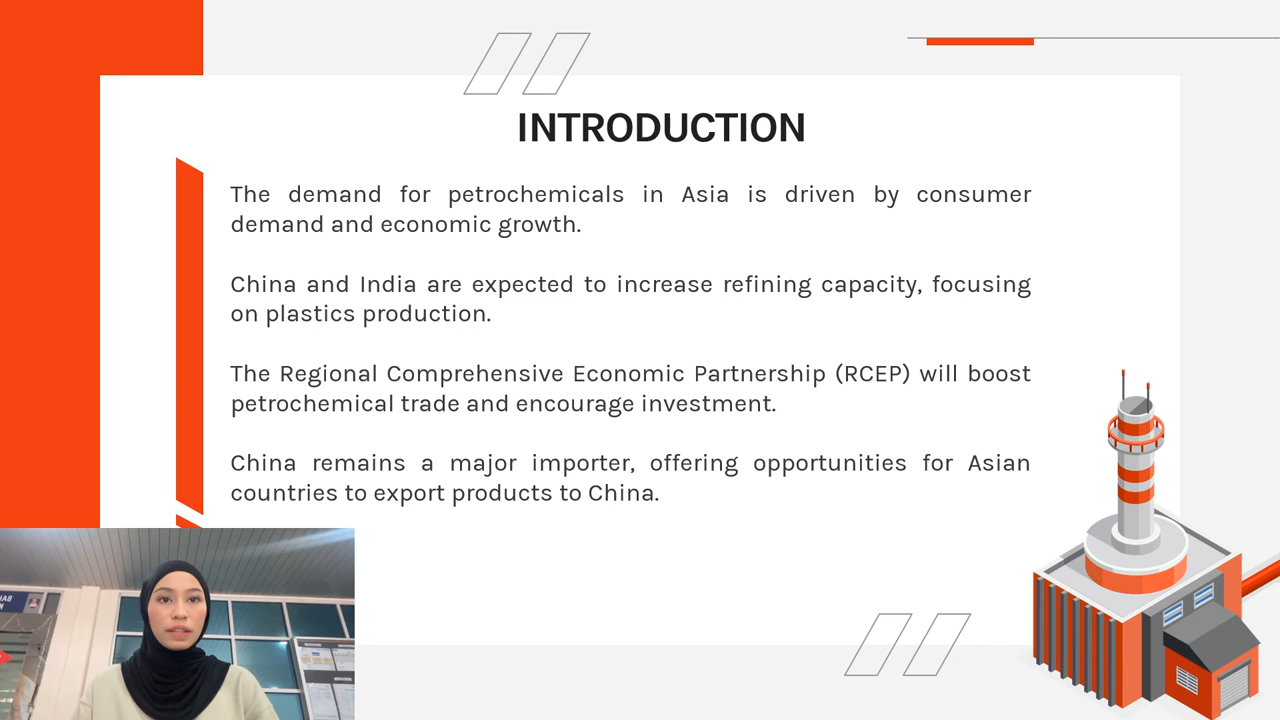 INTRODUCTION
The demand for petrochemicals in Asia is driven by consumer
demand and economic growth.
China and India are expected to increase refining capacity, focusing
on plastics production.
The Regional Comprehensive Economic Partnership (RCEP) will boost
petrochemical trade and encourage investment.
China remains a major importer, offering opportunities for Asian
countries to export products to China.